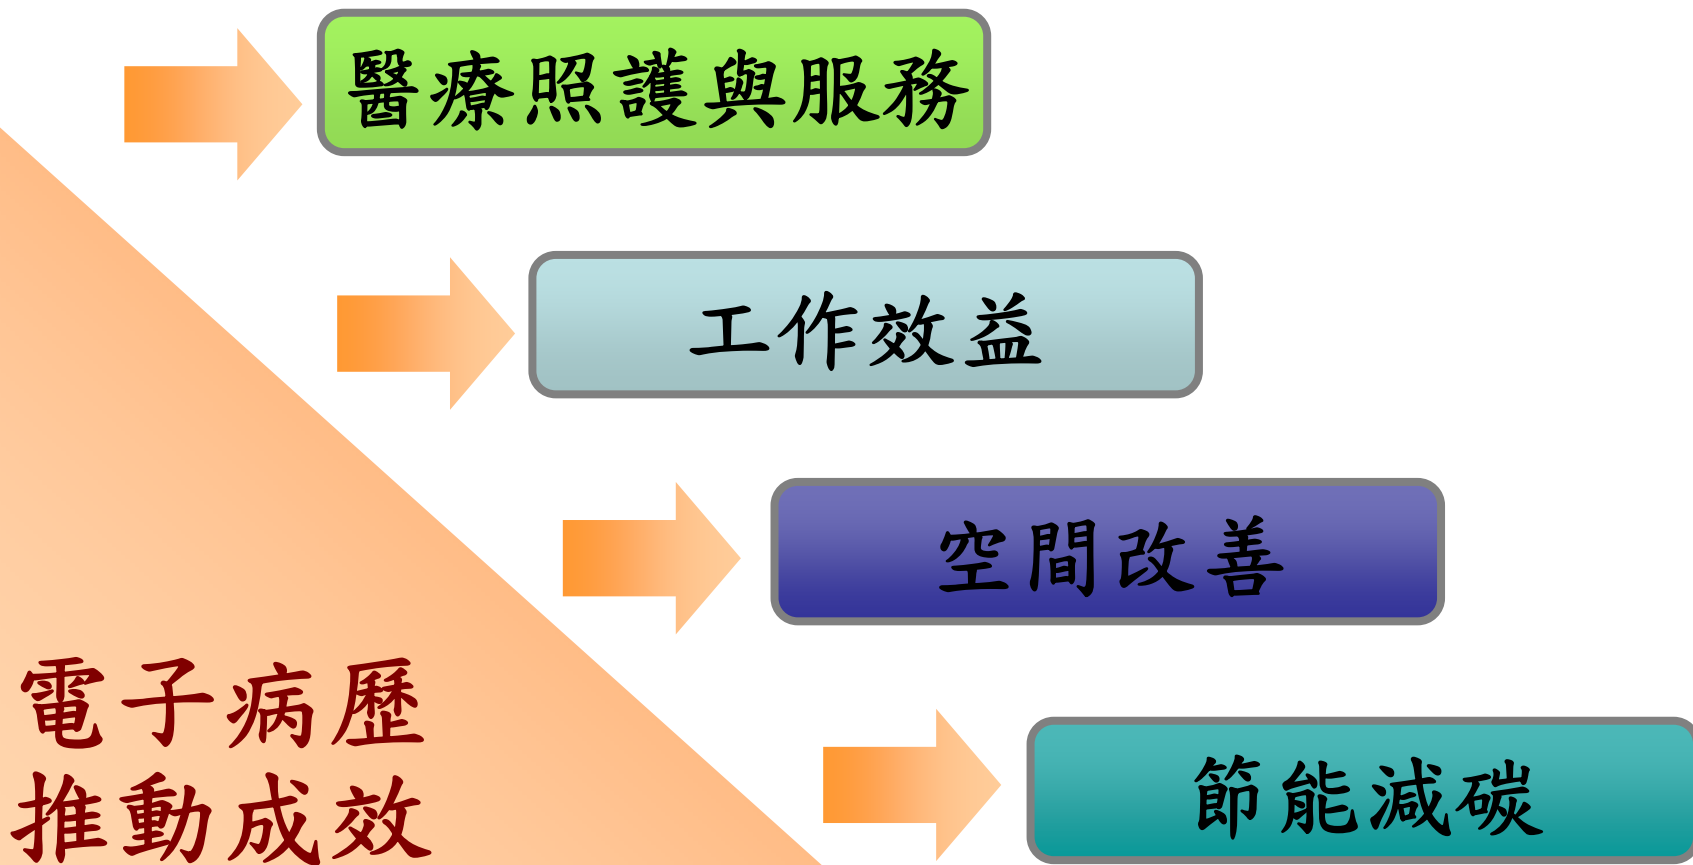 醫療照護與服務
工作效益
空間改善
節能減碳
電子病歷
推動成效